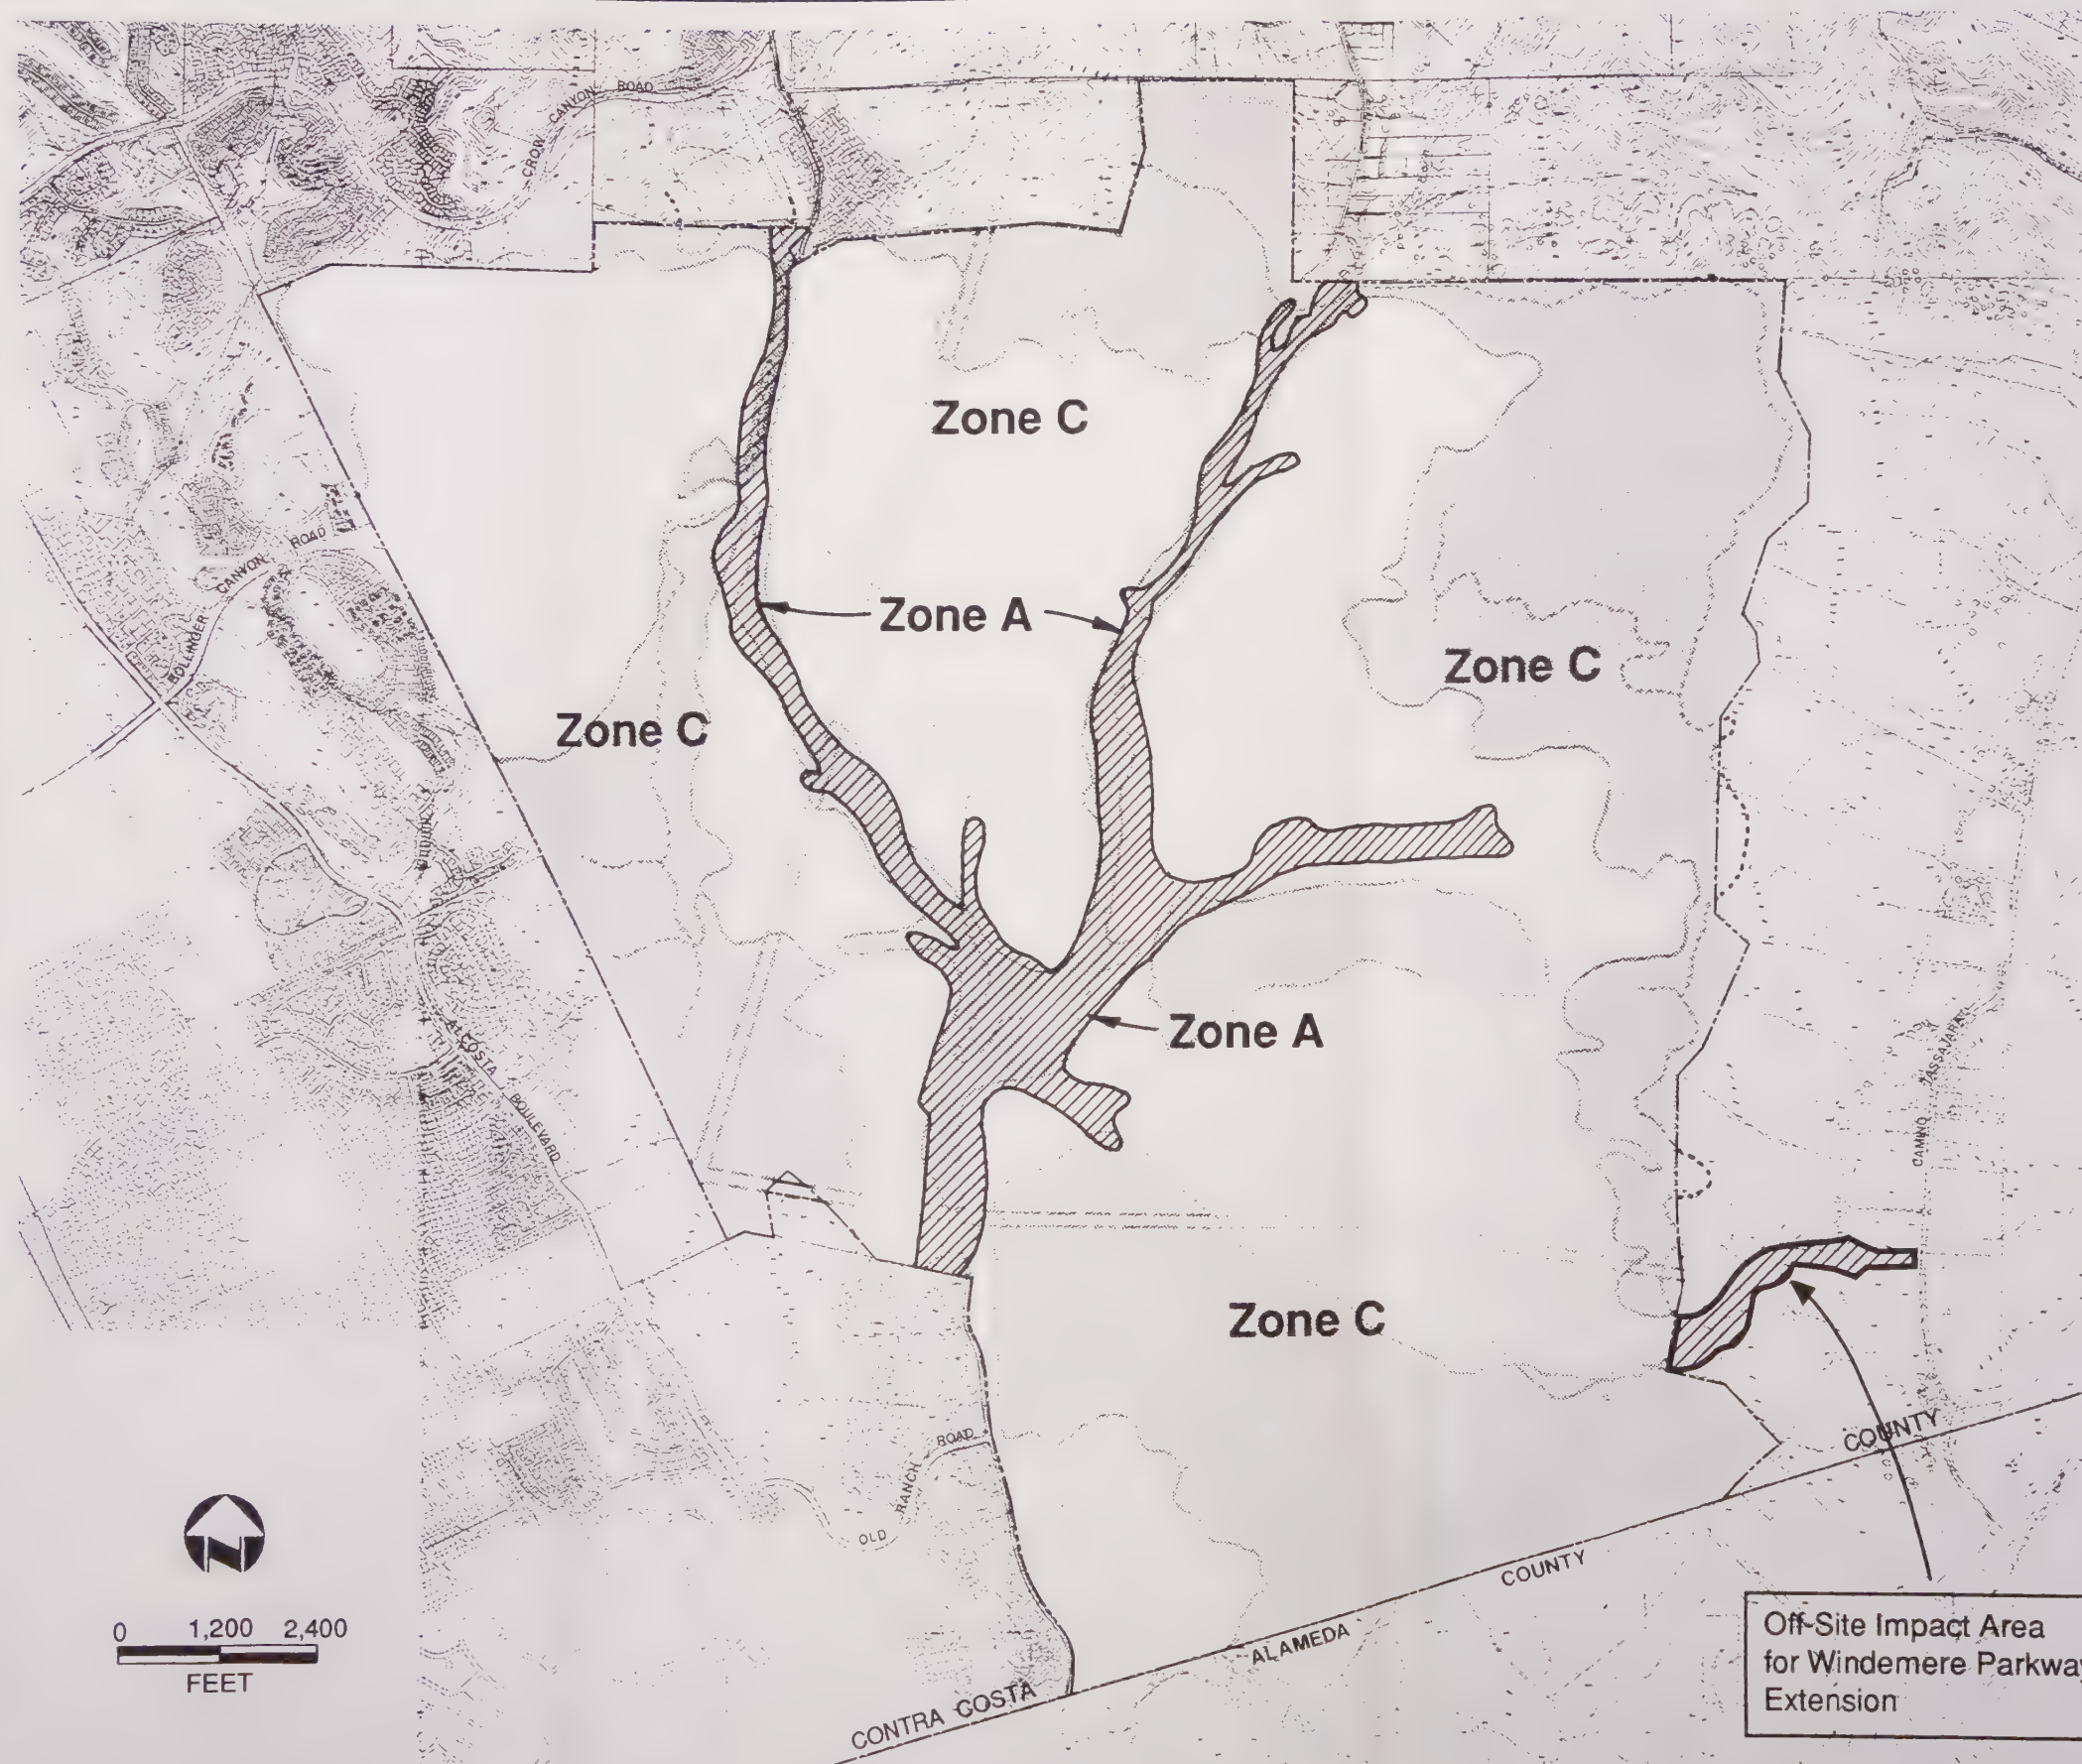 CROW CANYON ROAD
Zone C
BOLLINGER CANYON ROAD
Zone A
Zone C
Zone C
Zone A
ALCOSTA BOULEVARD
CAMINO TASSAJARA
Zone C
OLD RANCH ROAD
COUNTY
COUNTY
ALAMEDA
CONTRA COSTA
N
0 1,200 2,400
FEET
Off-Site Impact Area
for Windemere Parkway
Extension